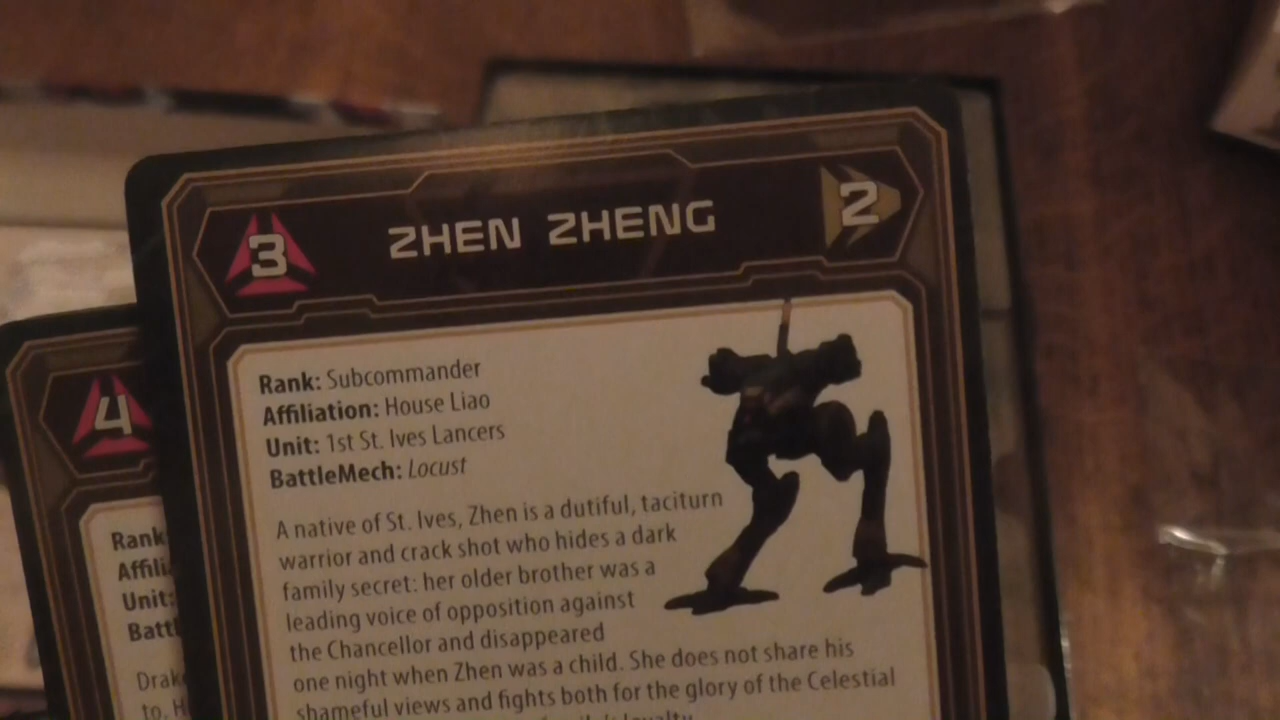 3 ZHEN ZHENG 2
Rank: Subcommander
Affiliation: House Liao
Unit: 1st St. Ives Lancers
BattleMech: Locust
A native of St. Ives, Zhen is a dutiful, taciturn
warrior and crack shot who hides a dark
family secret: her older brother was a
leading voice of opposition against
the Chancellor and disappeared
one night when Zhen was a child. She does not share his
shameful views and fights both for the glory of the Celestial
4
Rank
Affili
Unit:
Battl
Drake
to. H